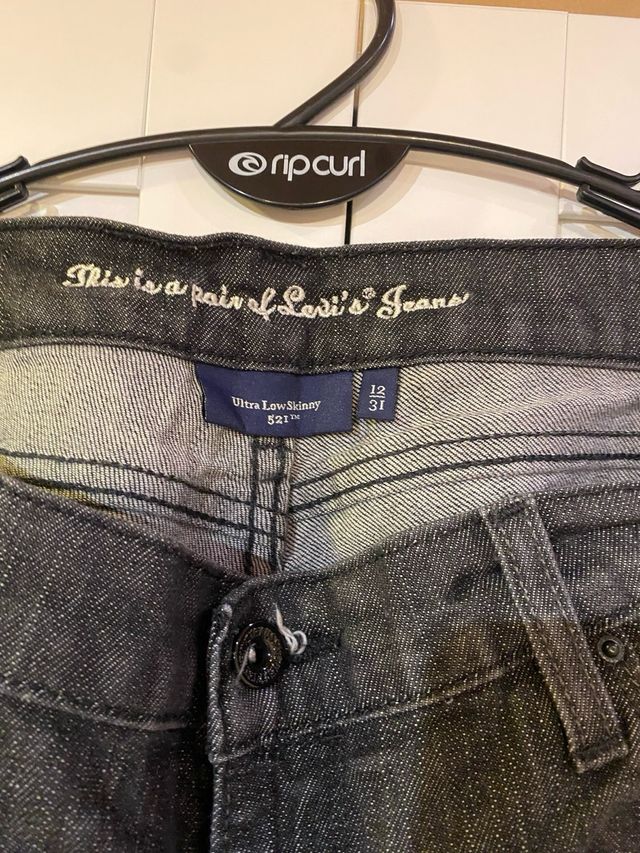 ripcurl
This is a pair of Levi's® Jeans
Ultra Low Skinny
521™
12
31